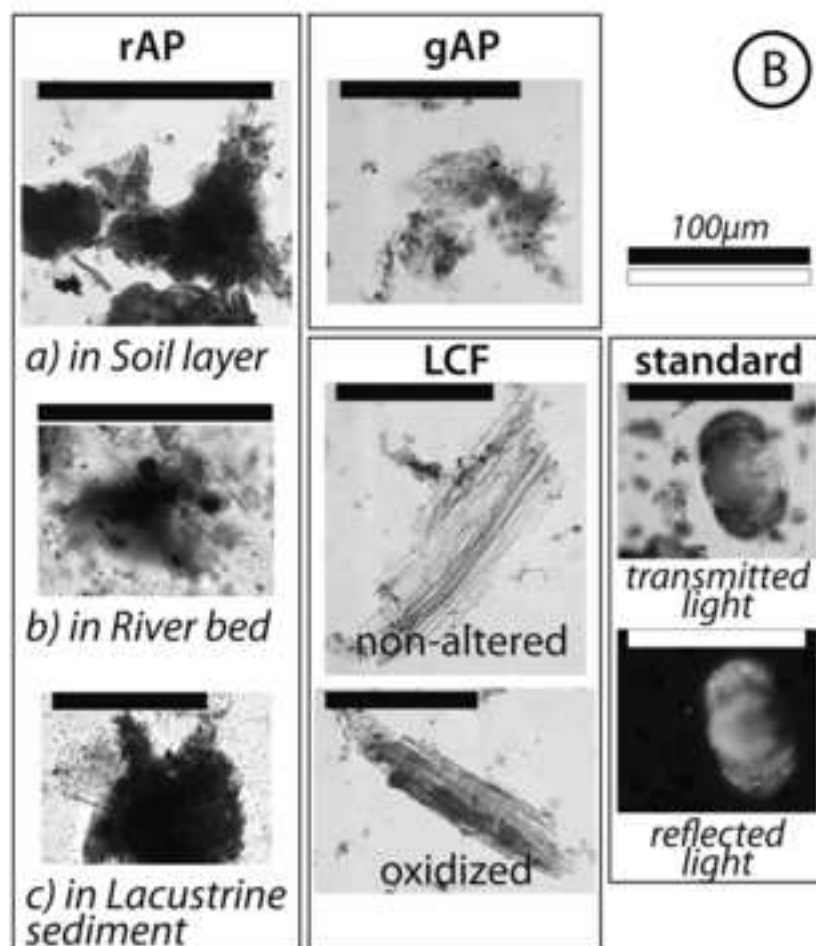 rAP
a) in Soil layer
b) in River bed
c) in Lacustrine
sediment
gAP
LCF
non-altered
oxidized
B
100µm
standard
transmitted
light
reflected
light